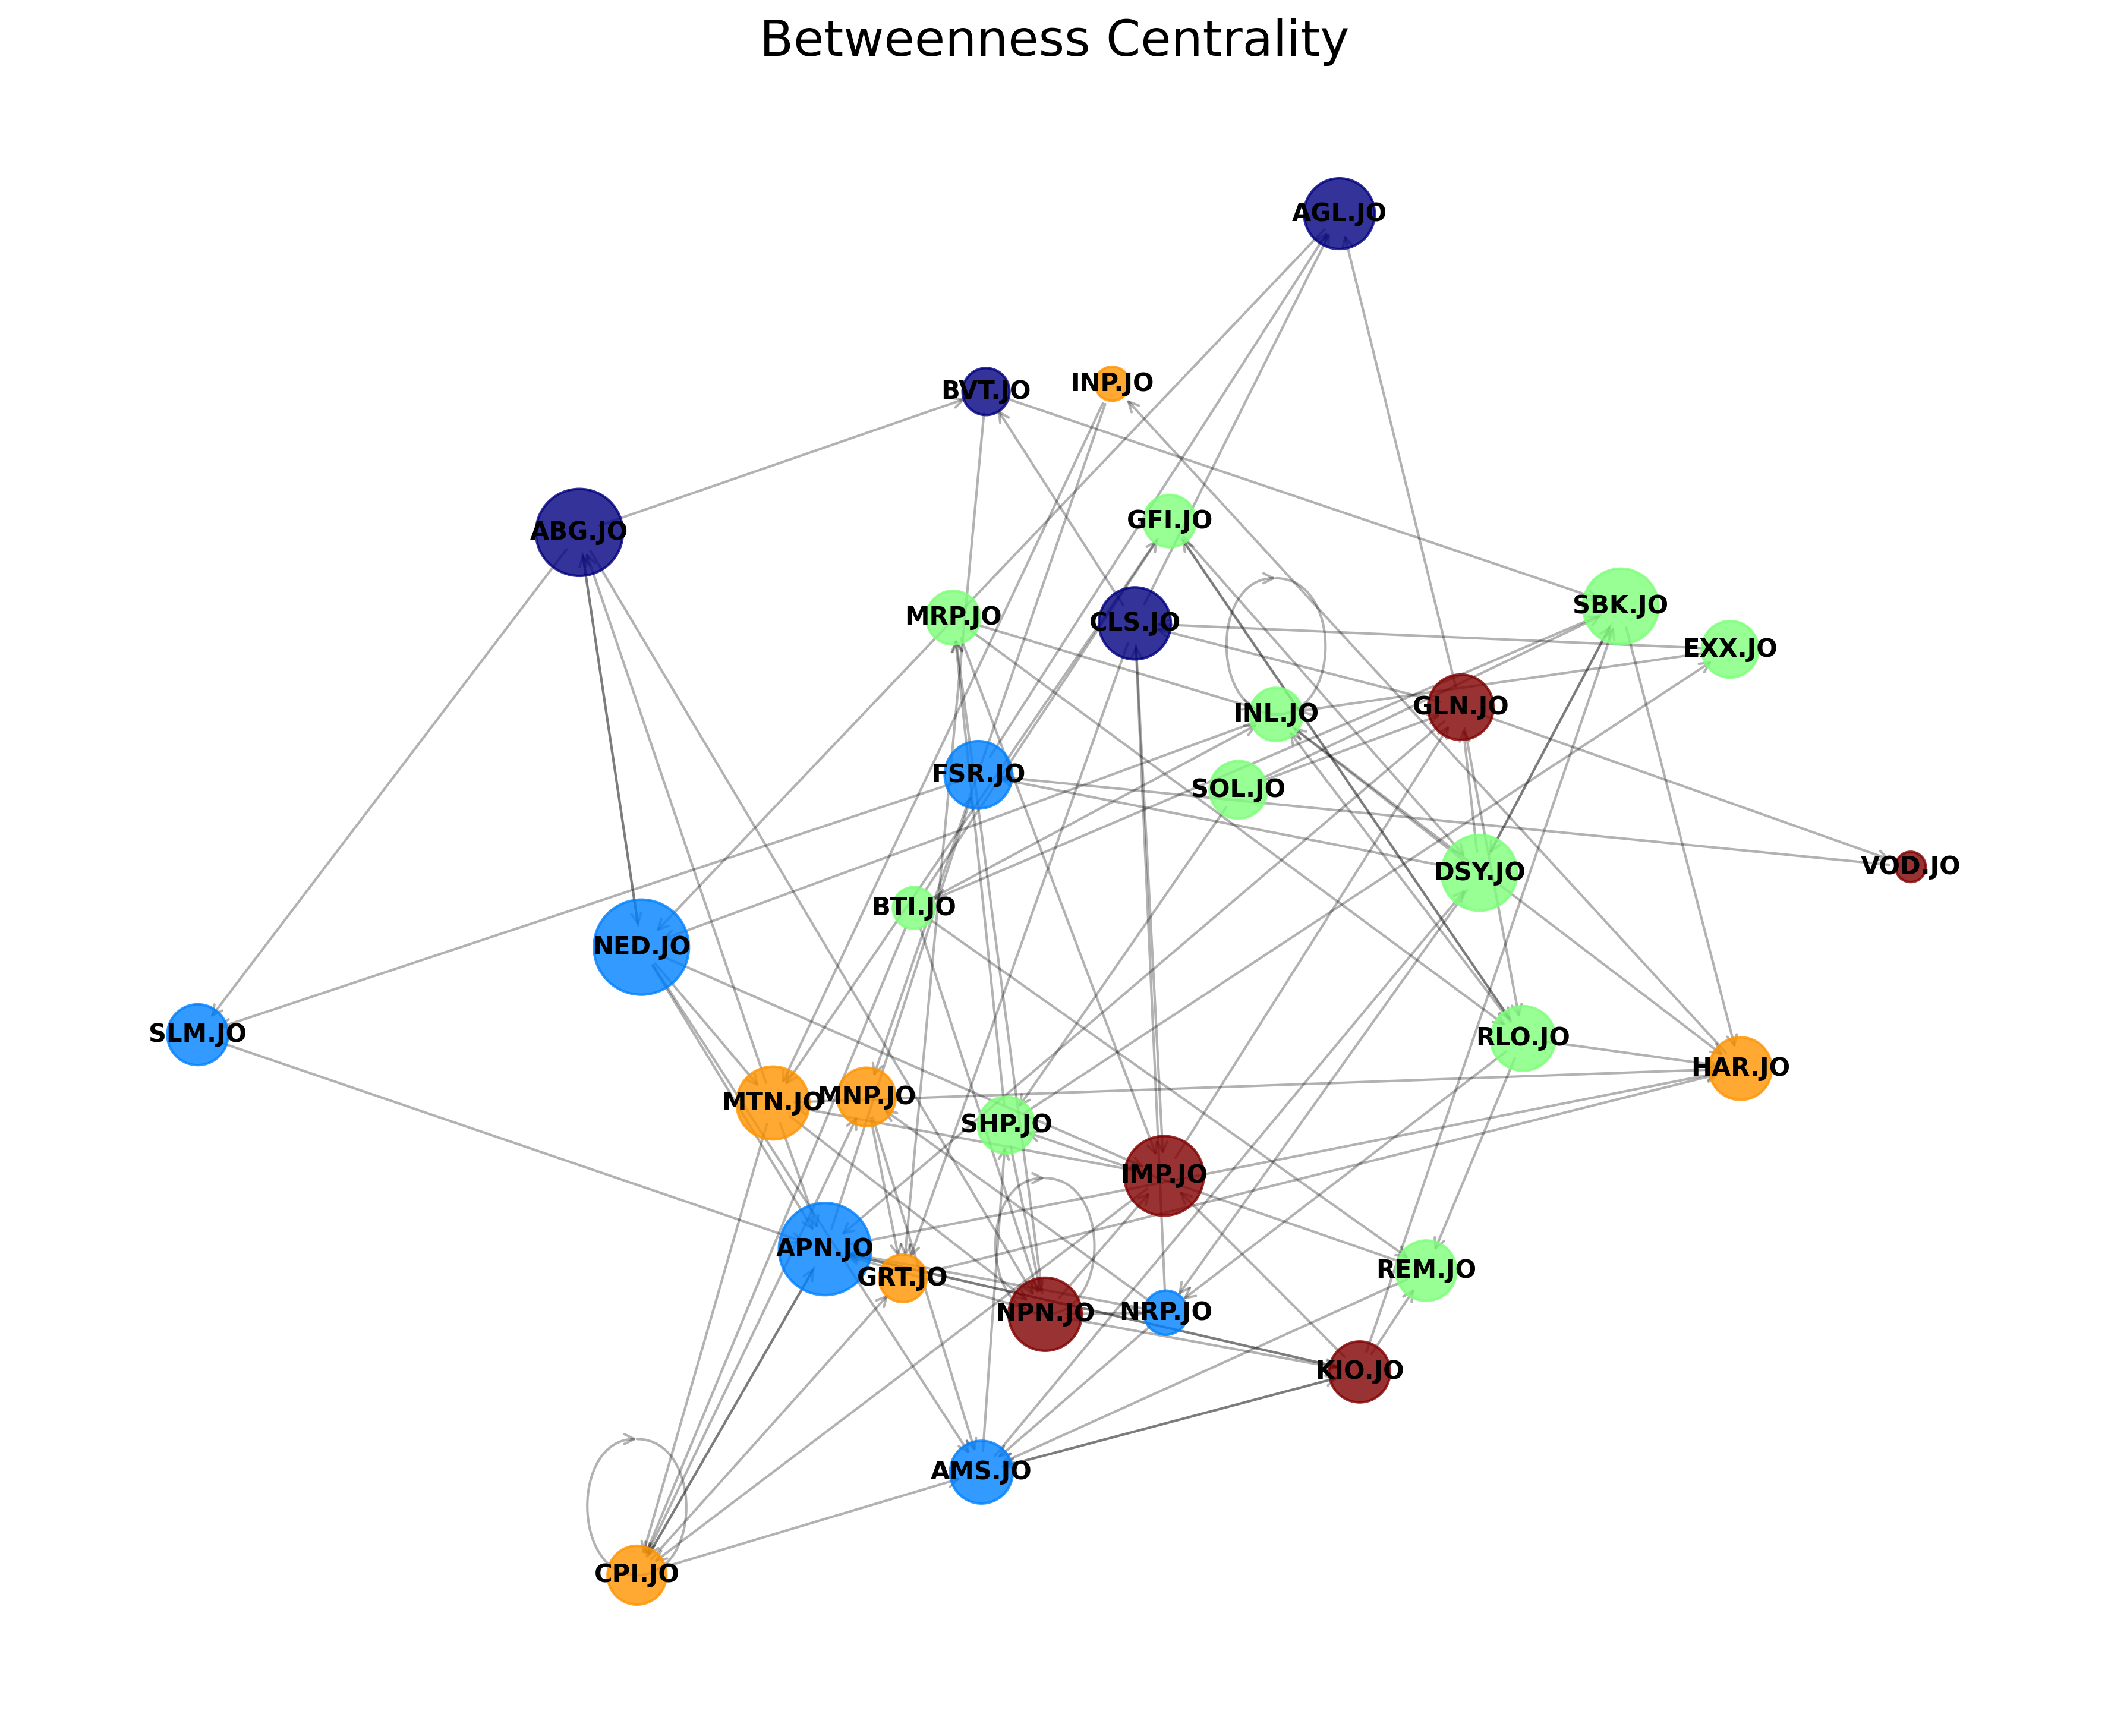 Betweenness Centrality
AGL.JO
BVT.JO
INP.JO
GFI.JO
ABG.JO
SBK.JO
MRP.JO
CLS.JO
EXX.JO
GLN.JO
INL.JO
FSR.JO
SOL.JO
VOD.JO
DSY.JO
BTI.JO
NED.JO
SLM.JO
RLO.JO
HAR.JO
MTN.JO
MNP.JO
SHP.JO
IMP.JO
APN.JO
REM.JO
GRT.JO
NPN.JO
NRP.JO
KIO.JO
AMS.JO
CPI.JO